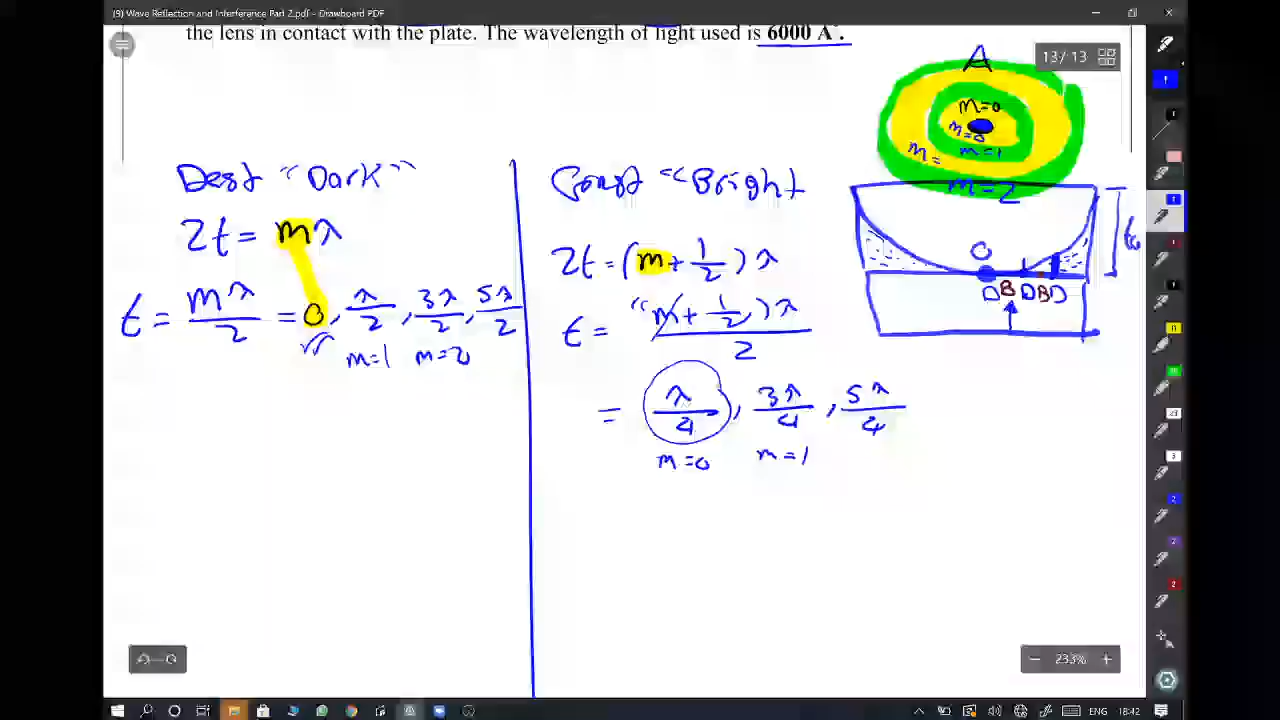 (9) Wave Reflection and Interference Part 2.pdf - Drawboard PDF
the lens in contact with the plate. The wavelength of light used is 6000 A°.
13 / 13
A
m=0
m=0
m=1
m=
m=2
Dest "Dark"
2t = mλ
t = mλ/2 = 0, λ/2, 3λ/2, 5λ/2
m=1 m=2
Const "Bright
2t = (m + 1/2) λ
t = "m + 1/2) λ / 2
= λ/4, 3λ/4, 5λ/4
m=0 m=1
O
D B D B D
233%
ENG 18:42